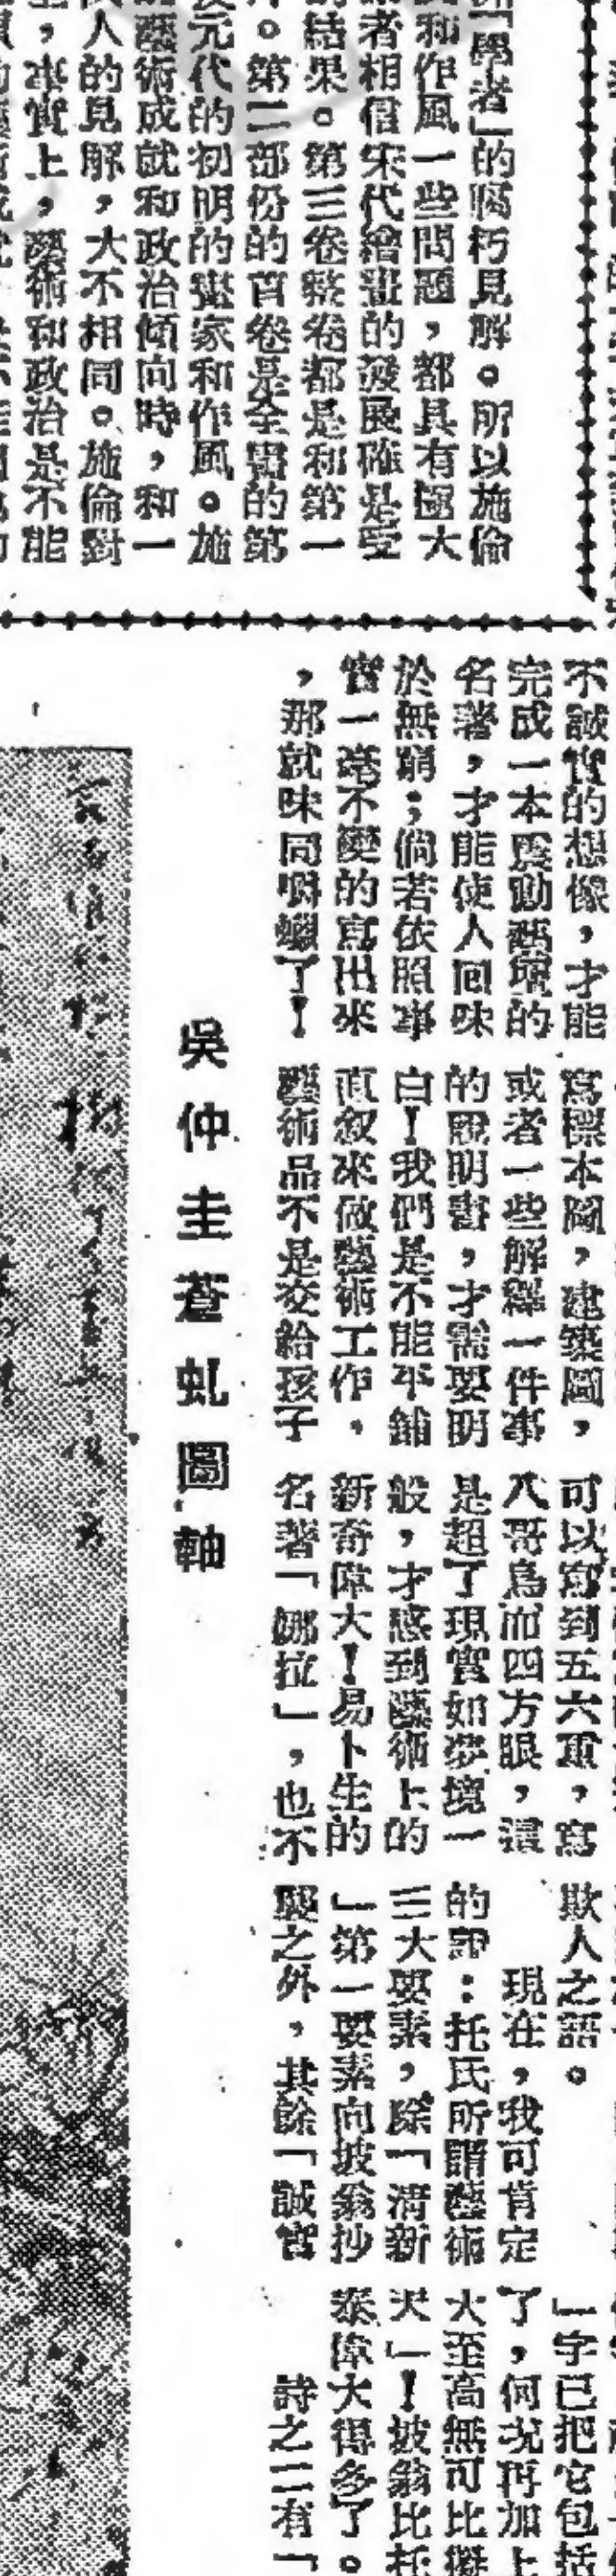 「學者」的腐朽見解。所以施倫
和作風一些問題，都具有極大
者相信宋代繪畫的發展確是受
結果。第三卷整卷都是和第一
。第二部份的首卷是全書的第
元代的初明的畫家和作風。施
藝術成就和政治傾向時，和一
人的見解，大不相同。施倫對
，事實上，藝術和政治是不能
不誠實的想像，才能
完成一本震動藝壇的
名著，才能使人回味
於無窮；倘若依照事
實一毫不變的寫出來
，那就味同嚼蠟了！
寫標本圖，建築圖，
或者一些解釋一件事
的說明書，才需要明
白！我們是不能平舖
直叙來做藝術工作，
藝術品不是交給孩子
可以寫到五六重，寫
八哥鳥而四方眼，還
是超了現實如夢境一
般，才感到藝術上的
新奇偉大！易卜生的
名著「娜拉」，也不
欺人之語。
現在，我可肯定
的說：托氏所謂藝術
三大要素，除「清新
」第一要素向坡翁抄
襲之外，其餘「誠實
」字已把它包括
了，何況再加上
大至高無可比擬
天」！坡翁比托
泰偉大得多了。
詩之二有「
吳仲圭蒼虬圖軸